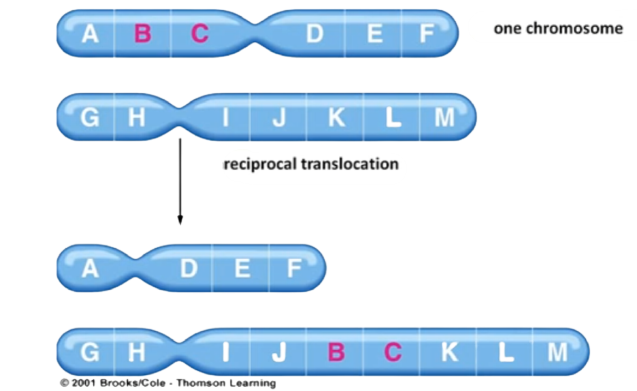 A B C D E F
one chromosome
G H I J K L M
reciprocal translocation
A D E F
G H I J B C K L M
© 2001 Brooks/Cole - Thomson Learning